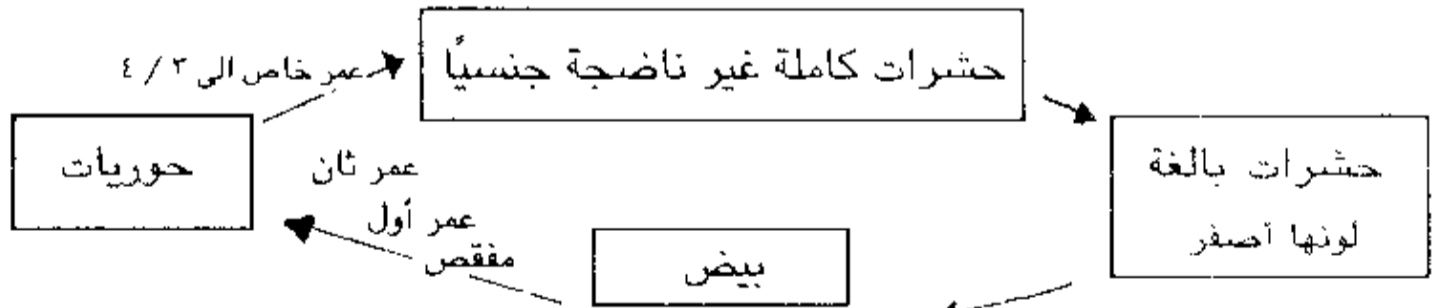 حشرات كاملة غير ناضجة جنسيًا
عمر خاص الى ٣ / ٤
حوريات
حشرات بالغة
لونها أصفر
عمر ثان
عمر أول
مفقص
بيض